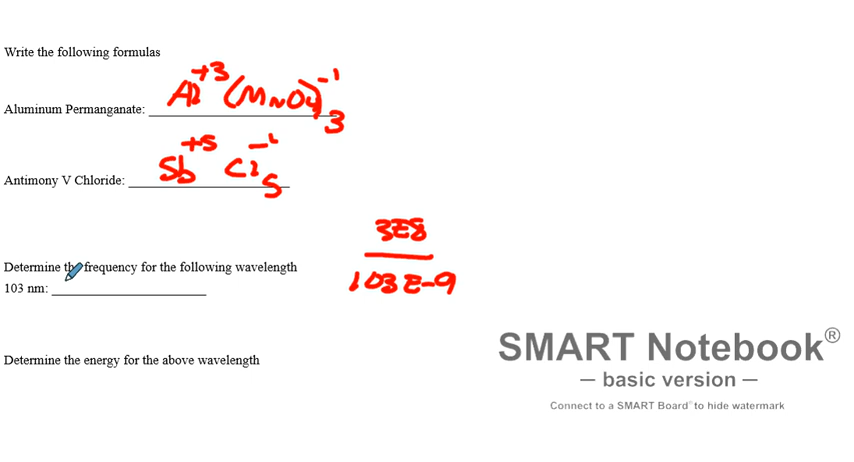 Write the following formulas
Aluminum Permanganate: Al+3 (MnO4)3-1
Antimony V Chloride: Sb+5 Cl5-1
3E8
Determine the frequency for the following wavelength
103E-9
103 nm:
SMART Notebook®
— basic version —
Determine the energy for the above wavelength
Connect to a SMART Board® to hide watermark